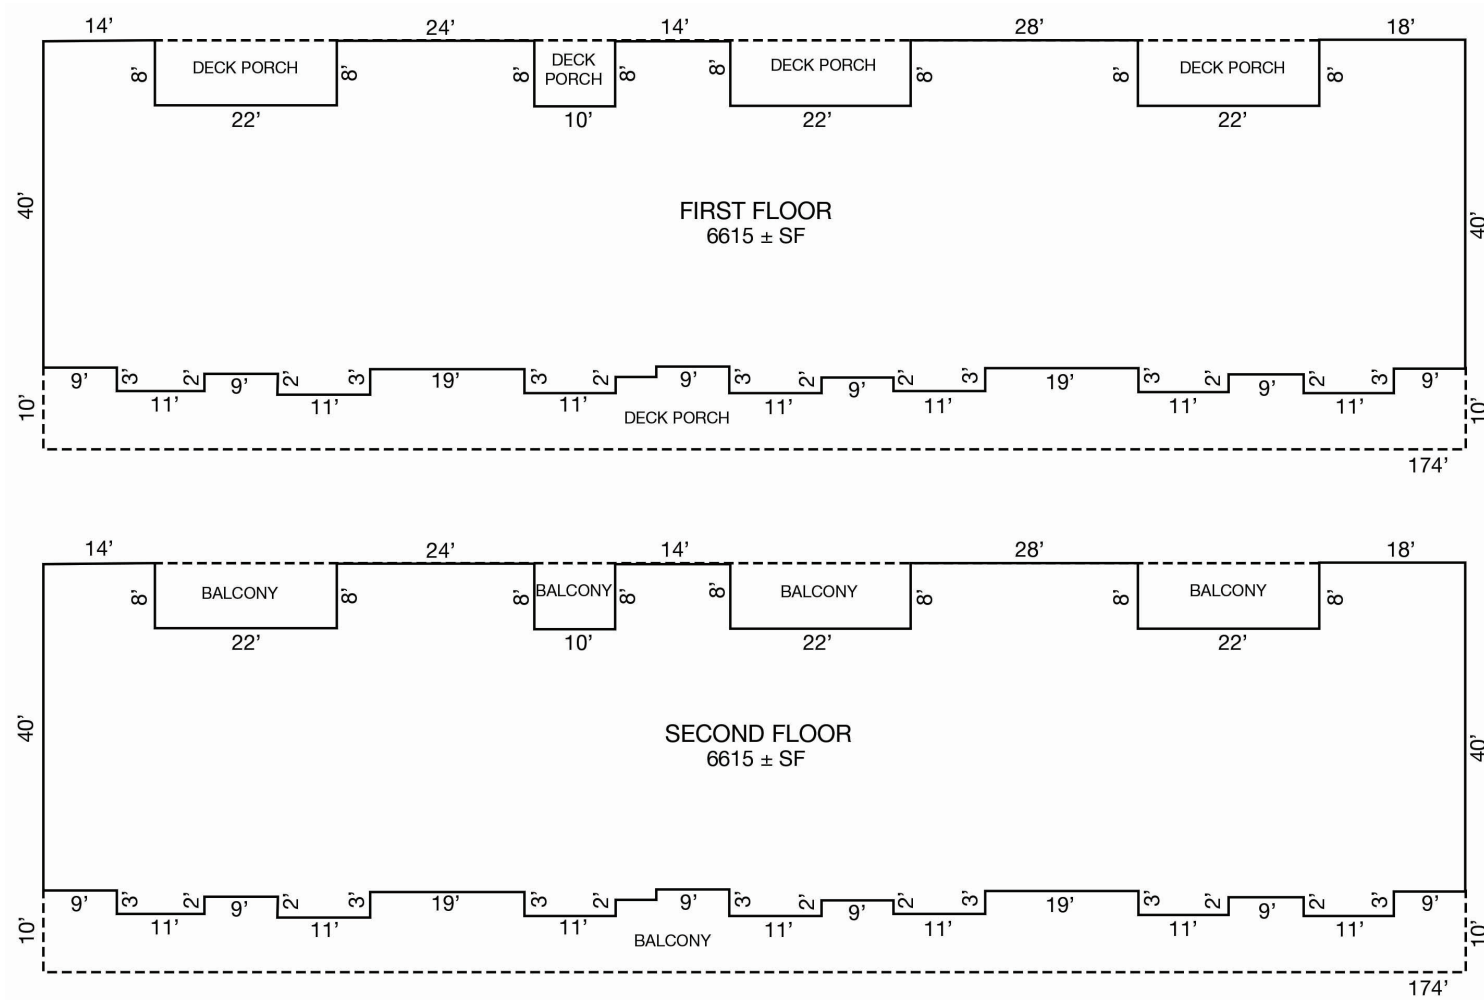 14’ 24’ 14’ 28’ 18’
8’ DECK PORCH 8’ 8’ DECK 8’ 8’ DECK PORCH 8’ 8’ DECK PORCH 8’
PORCH
22’ 10’ 22’ 22’
40’ 40’
FIRST FLOOR
6615 ± SF
9’ 3’ 2’ 9’ 2’ 3’ 19’ 3’ 2’ 9’ 3’ 2’ 9’ 2’ 3’ 19’ 3’ 2’ 9’ 2’ 3’ 9’
11’ 11’ 11’ 11’ 11’ 11’ 11’
10’ DECK PORCH 10’
174’
14’ 24’ 14’ 28’ 18’
8’ BALCONY 8’ 8’ BALCONY 8’ 8’ BALCONY 8’ 8’ BALCONY 8’
22’ 10’ 22’ 22’
40’ 40’
SECOND FLOOR
6615 ± SF
9’ 3’ 2’ 9’ 2’ 3’ 19’ 3’ 2’ 9’ 3’ 2’ 9’ 2’ 3’ 19’ 3’ 2’ 9’ 2’ 3’ 9’
11’ 11’ 11’ 11’ 11’ 11’ 11’
10’ BALCONY 10’
174’